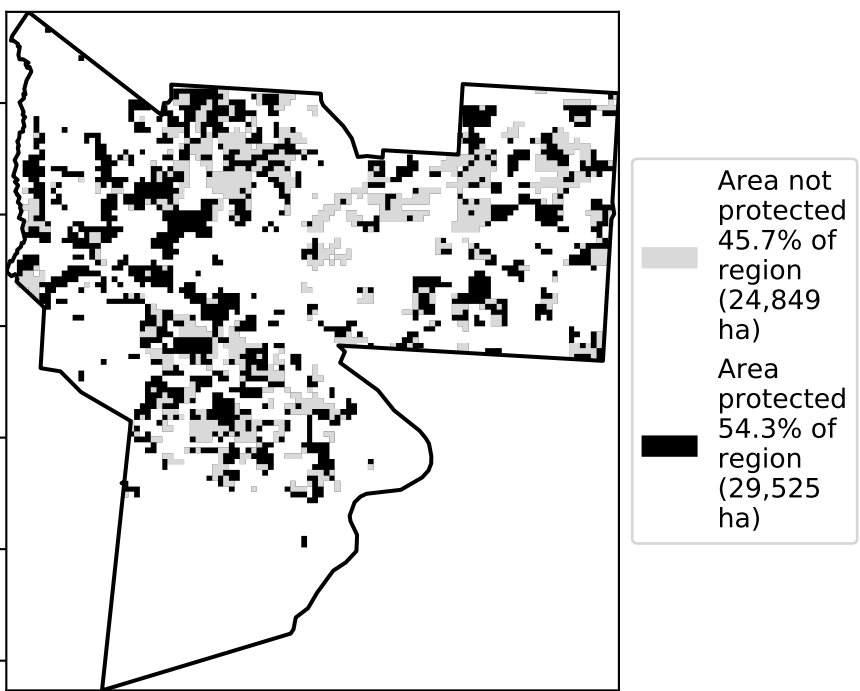 Area not
protected
45.7% of
region
(24,849
ha)
Area
protected
54.3% of
region
(29,525
ha)